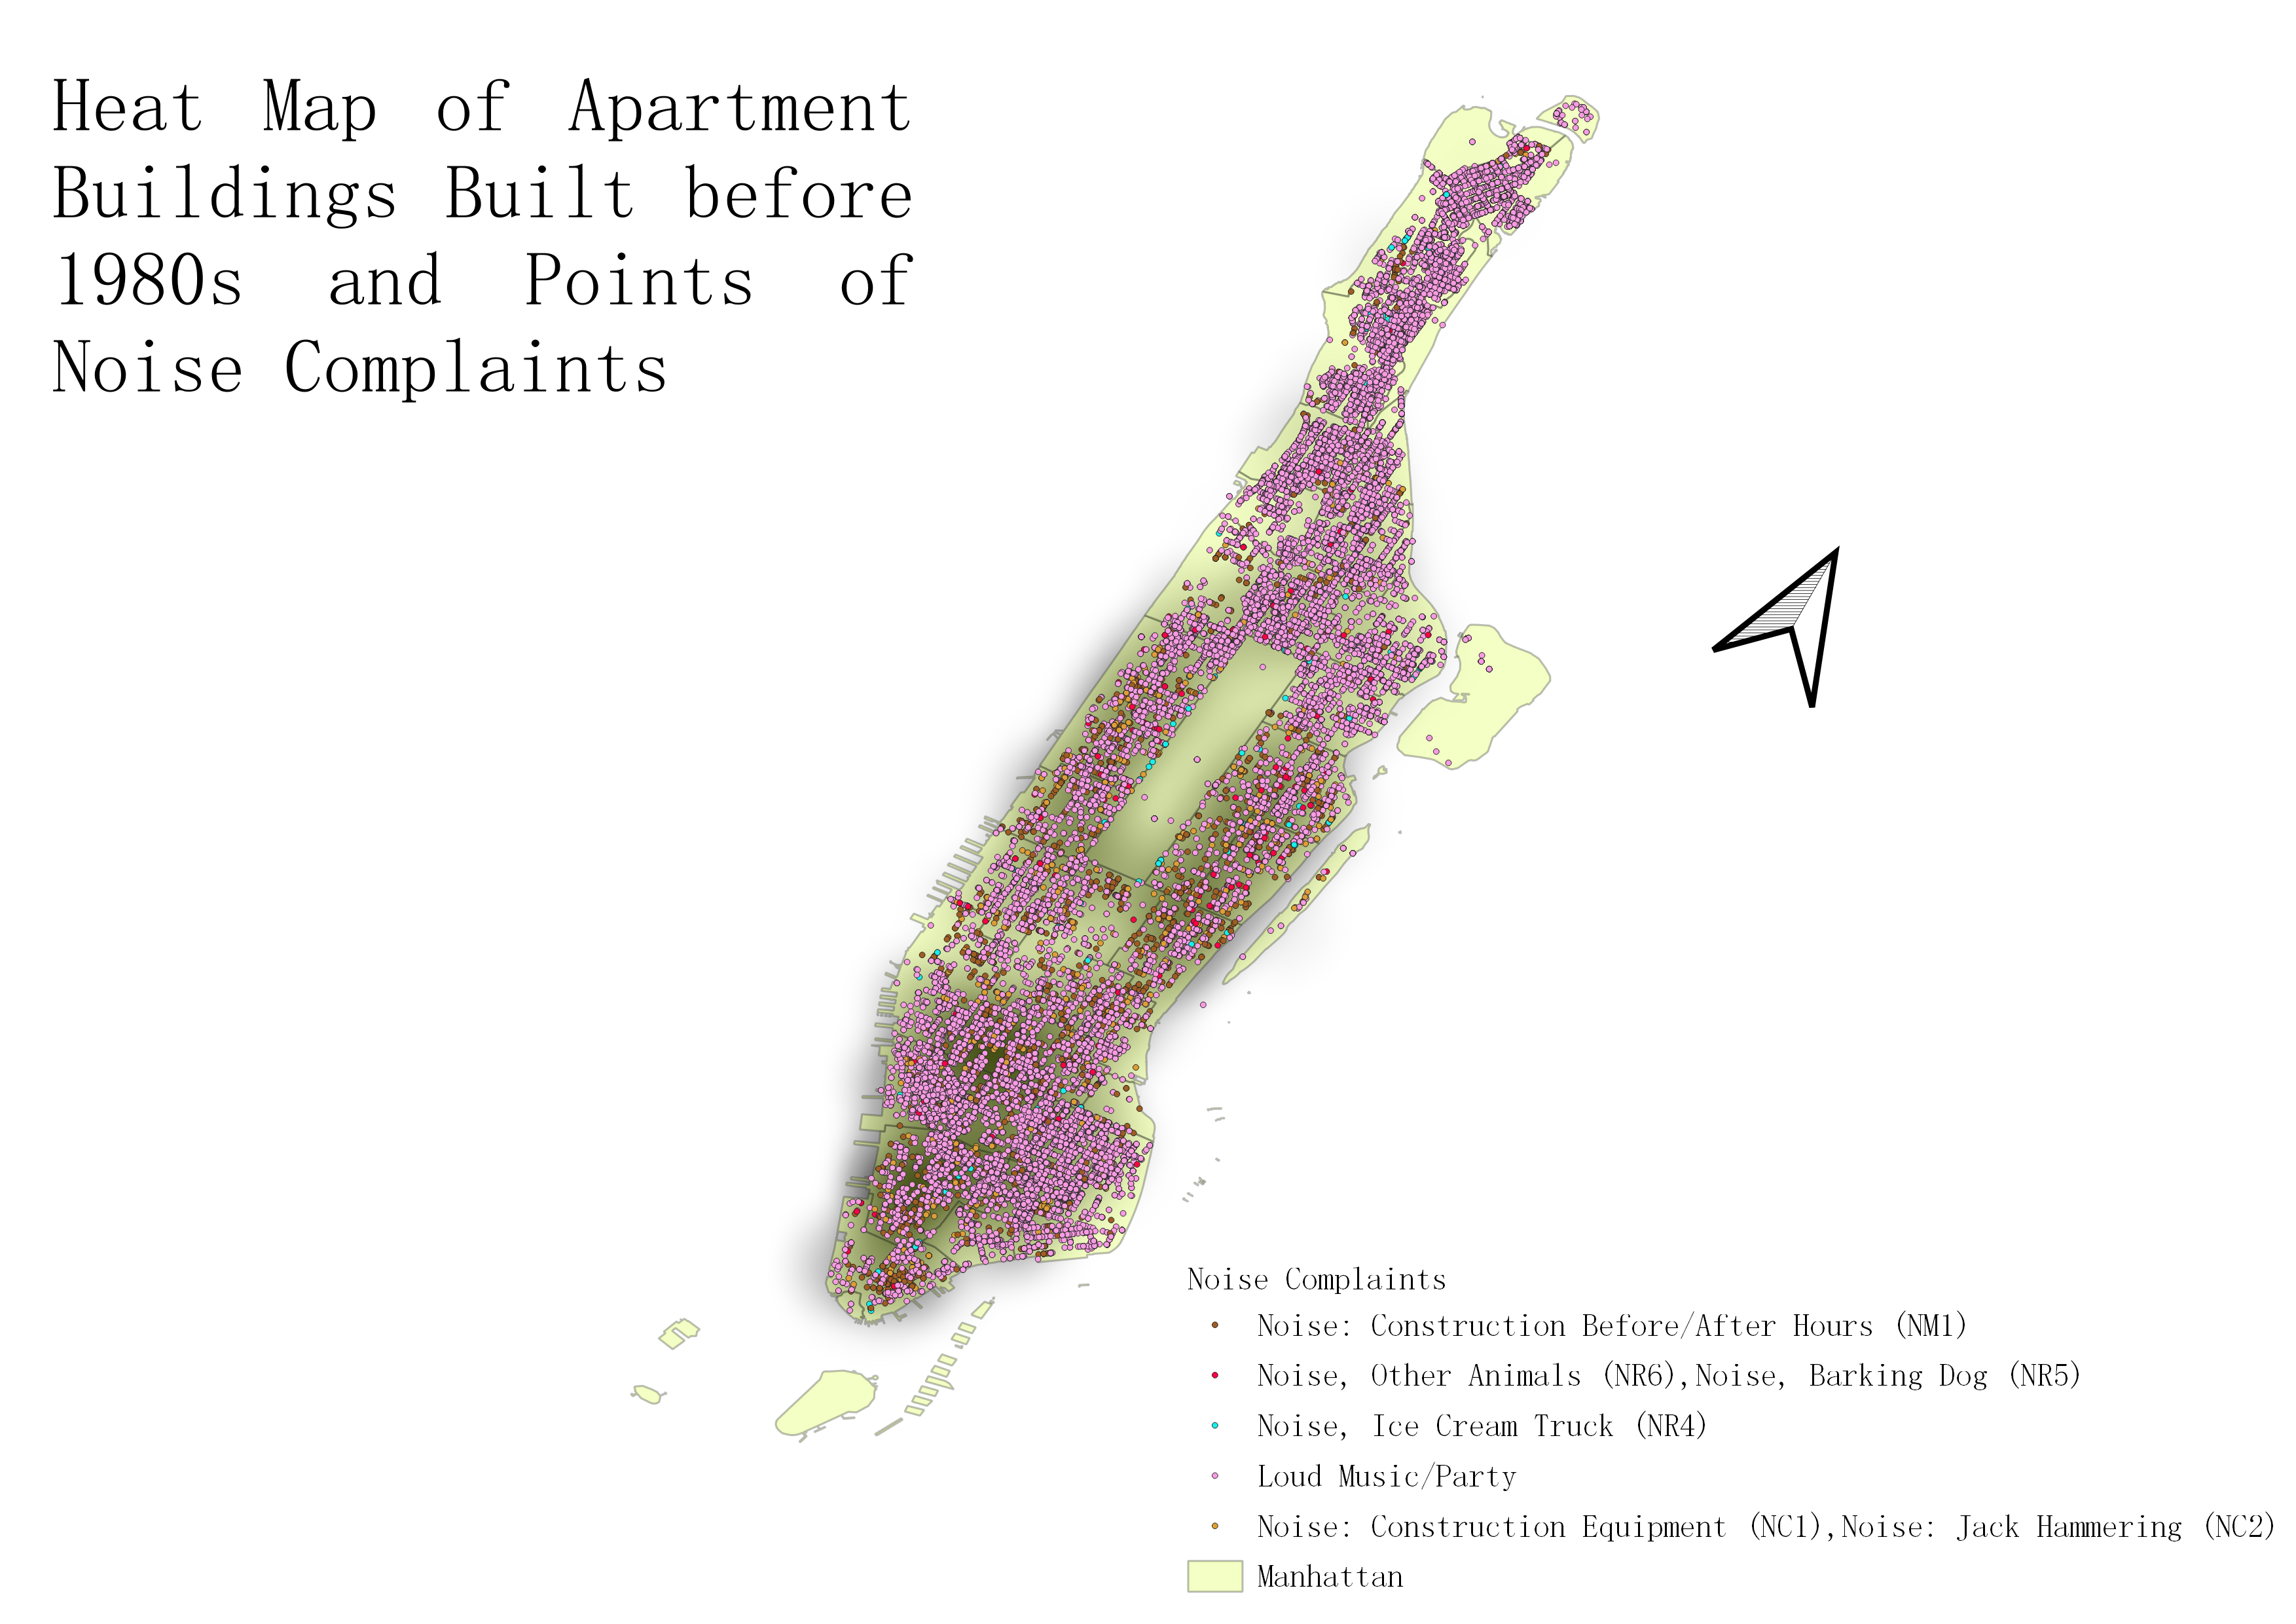 Heat Map of Apartment
Buildings Built before
1980s and Points of
Noise Complaints
Noise Complaints
Noise: Construction Before/After Hours (NM1)
Noise, Other Animals (NR6),Noise, Barking Dog (NR5)
Noise, Ice Cream Truck (NR4)
Loud Music/Party
Noise: Construction Equipment (NC1),Noise: Jack Hammering (NC2)
Manhattan